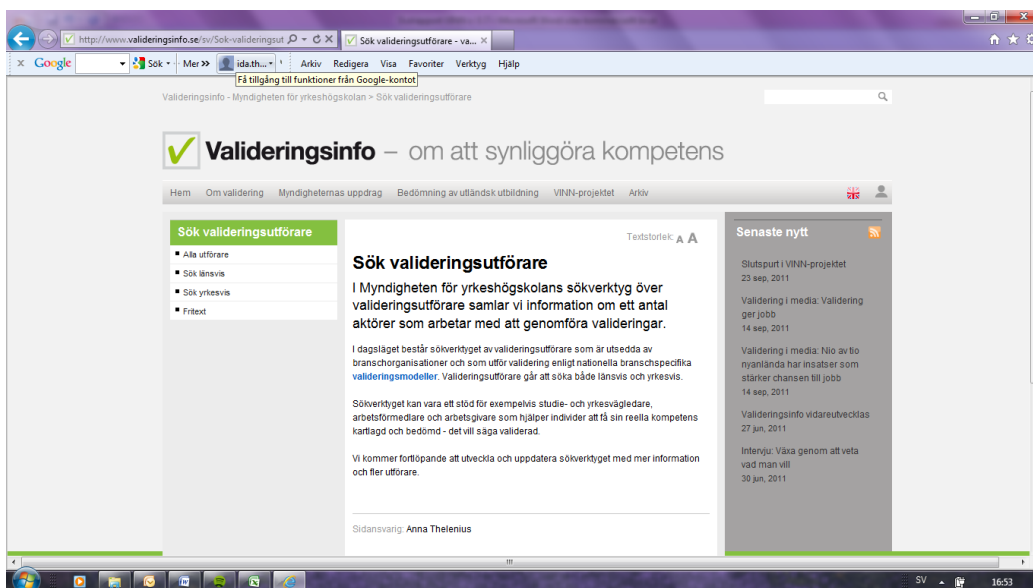 http://www.valideringsinfo.se/sv/Sok-valideringsut
Sök valideringsutförare - va...
Google
Sök
Mer >>
ida.th...
Arkiv Redigera Visa Favoriter Verktyg Hjälp
Få tillgång till funktioner från Google-kontot
Valideringsinfo - Myndigheten för yrkeshögskolan > Sök valideringsutförare
Valideringsinfo – om att synliggöra kompetens
Hem Om validering Myndigheternas uppdrag Bedömning av utländsk utbildning VINN-projektet Arkiv
Sök valideringsutförare
Alla utförare
Sök länsvis
Sök yrkesvis
Fritext
Textstorlek: A A
Sök valideringsutförare
I Myndigheten för yrkeshögskolans sökverktyg över
valideringsutförare samlar vi information om ett antal
aktörer som arbetar med att genomföra valideringar.
I dagsläget består sökverktyget av valideringsutförare som är utsedda av
branschorganisationer och som utför validering enligt nationella branschspecifika
valideringsmodeller. Valideringsutförare går att söka både länsvis och yrkesvis.
Sökverktyget kan vara ett stöd för exempelvis studie- och yrkesvägledare,
arbetsförmedlare och arbetsgivare som hjälper individer att få sin reella kompetens
kartlagd och bedömd - det vill säga validerad.
Vi kommer fortlöpande att utveckla och uppdatera sökverktyget med mer information
och fler utförare.
Sidansvarig: Anna Thelenius
Senaste nytt
Slutspurt i VINN-projektet
23 sep, 2011
Validering i media: Validering
ger jobb
14 sep, 2011
Validering i media: Nio av tio
nyanlända har insatser som
stärker chansen till jobb
14 sep, 2011
Valideringsinfo vidareutvecklas
27 jun, 2011
Intervju: Växa genom att veta
vad man vill
30 jun, 2011
SV
16:53